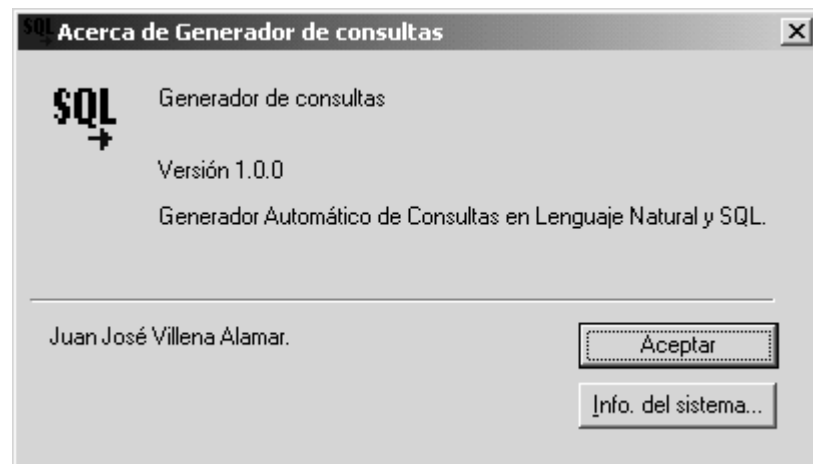 SQL Acerca de Generador de consultas
SQL
Generador de consultas
Versión 1.0.0
Generador Automático de Consultas en Lenguaje Natural y SQL.
Juan José Villena Alamar.
Aceptar
Info. del sistema...